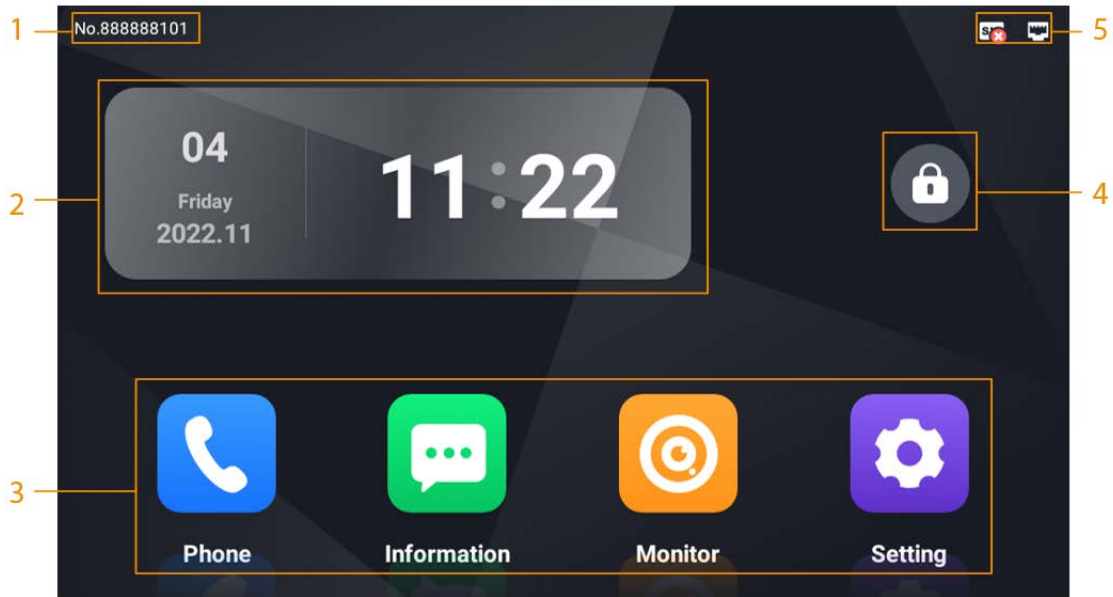 1
No.888888101
5
04
Friday
2022.11
11:22
2
4
3
Phone
Information
Monitor
Setting